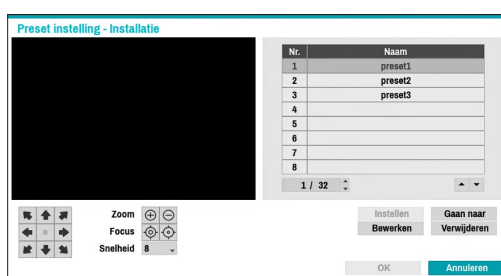 Preset instelling - Installatie
Nr. Naam
1 preset1
2 preset2
3 preset3
4
5
6
7
8
1 / 32
Zoom
Focus
Snelheid 8
Instellen Gaan naar
Bewerken Verwijderen
OK Annuleren